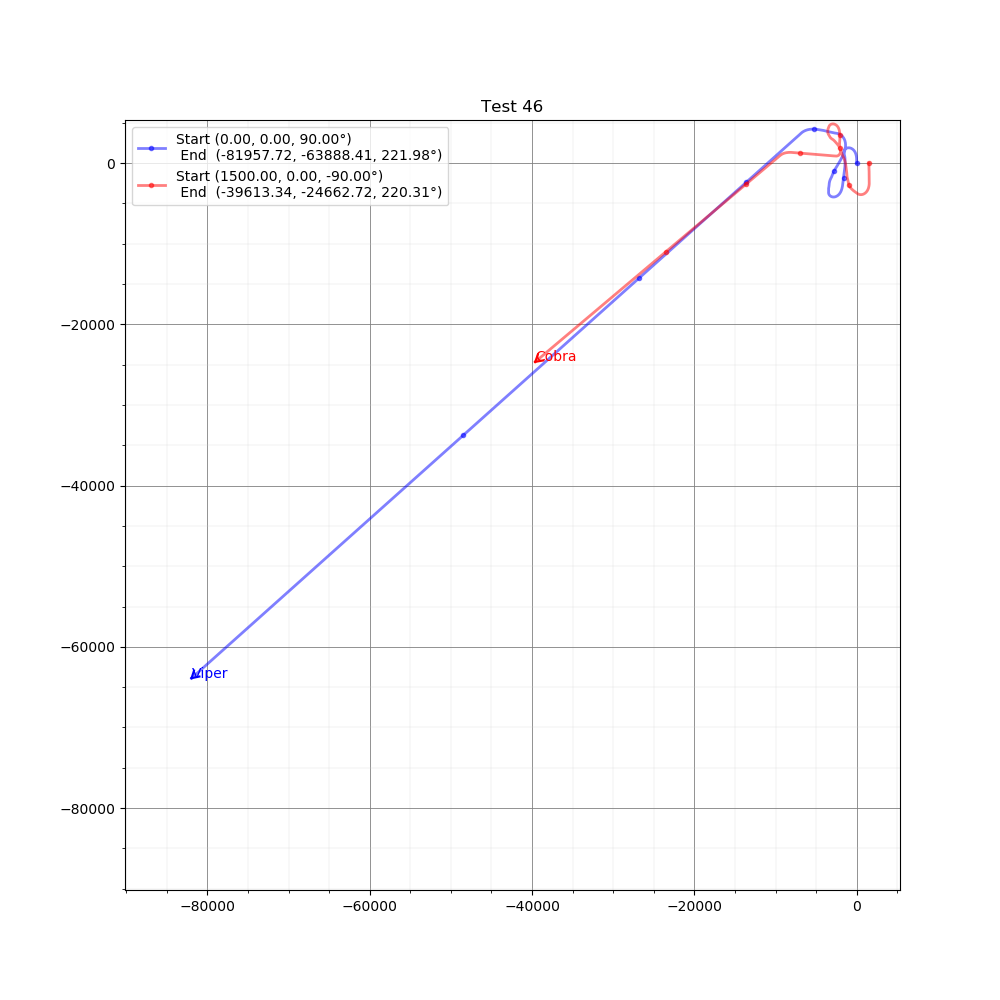 Test 46
Start (0.00, 0.00, 90.00°)
End (-81957.72, -63888.41, 221.98°)
Start (1500.00, 0.00, -90.00°)
End (-39613.34, -24662.72, 220.31°)
0
−20000
−40000
−60000
−80000
Cobra
Viper
−80000 −60000 −40000 −20000 0